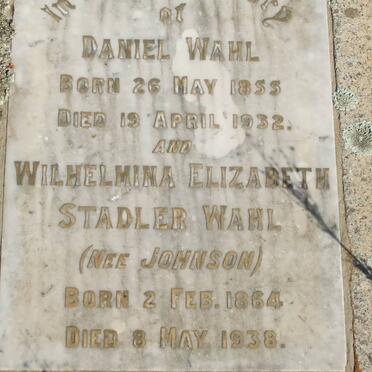 of
DANIEL WAHL
BORN 26 MAY 1855
DIED 19 APRIL 1932.
AND
WILHELMINA ELIZABETH
STADLER WAHL
(NEE JOHNSON)
BORN 2 FEB. 1864
DIED 8 MAY 1938.